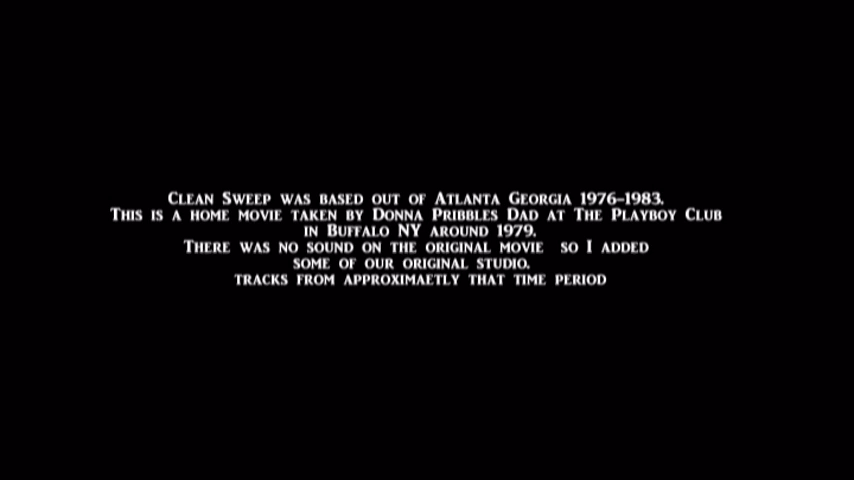 Clean Sweep was based out of Atlanta Georgia 1976-1983.
This is a home movie taken by Donna Pribbles Dad at The Playboy Club
in Buffalo NY around 1979.
There was no sound on the original movie  so I added
some of our original studio.
tracks from approximaetly that time period